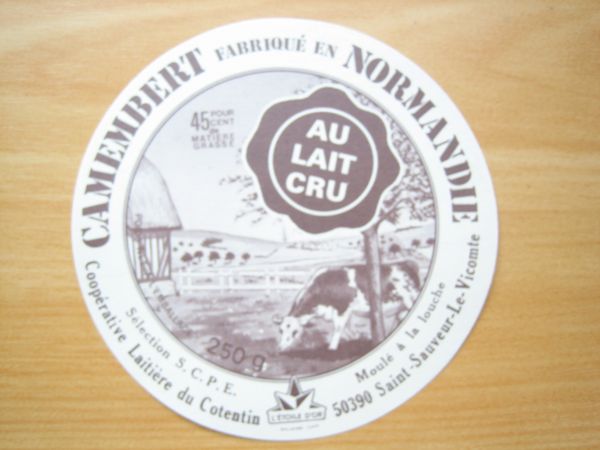 CAMEMBERT FABRIQUÉ EN NORMANDIE
45 POUR
CENT
de
MATIÈRE
GRASSE
AU
LAIT
CRU
250 g
Sélection S.C.P.E.
Moulé à la louche
Coopérative Laitière du Cotentin
50390 Saint-Sauveur-Le-Vicomte
L'ÉTOILE D'OR